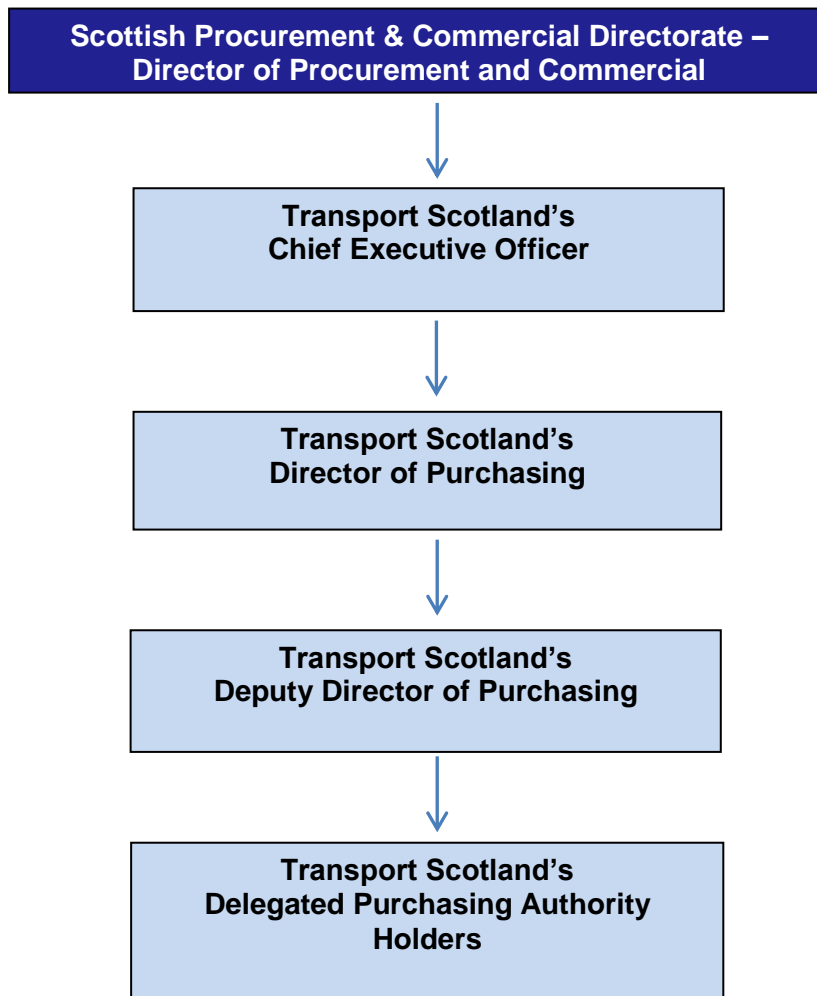 Scottish Procurement & Commercial Directorate –
Director of Procurement and Commercial
Transport Scotland’s
Chief Executive Officer
Transport Scotland’s
Director of Purchasing
Transport Scotland’s
Deputy Director of Purchasing
Transport Scotland’s
Delegated Purchasing Authority
Holders